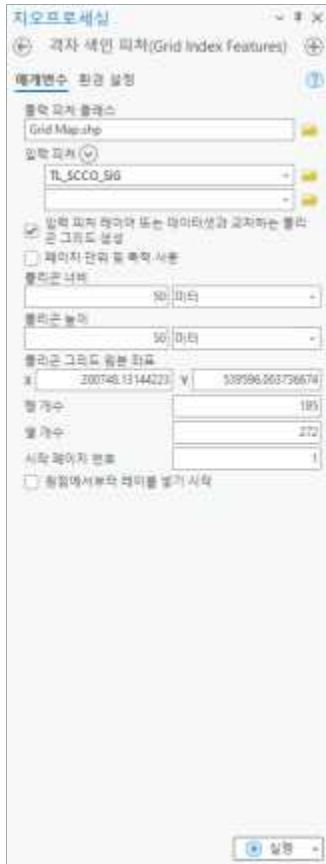 지오프로세싱
격자 색인 피처(Grid Index Features)
매개변수 환경 설정
출력 피처 클래스
Grid Map.shp
입력 피처
TL_SCCO_SIG
입력 피처 레이어 또는 데이터셋과 교차하는 폴리
곤 그리드 생성
페이지 단위 및 축척 사용
폴리곤 너비
50 미터
폴리곤 높이
50 미터
폴리곤 그리드 원점 좌표
X 200748.13144223 Y
행 개수 185
열 개수 272
시작 페이지 번호 1
원점에서부터 레이블 달기 시작
실행